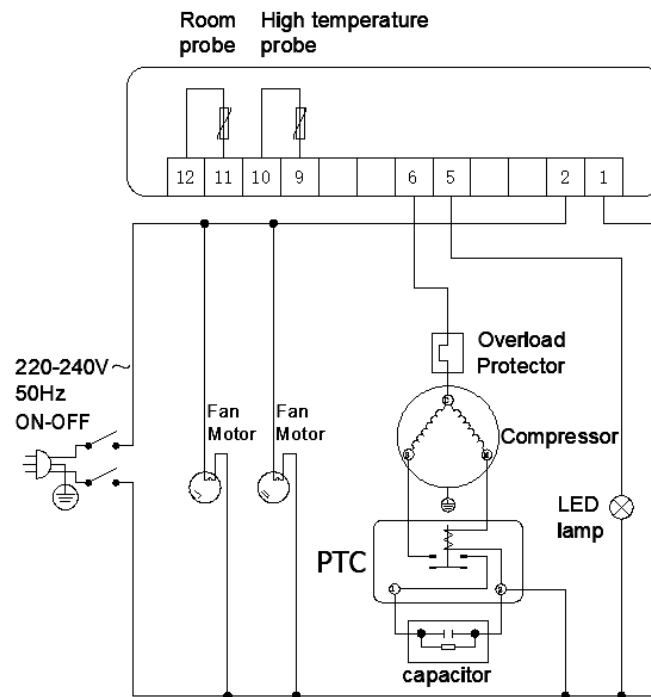 Room
probe
High temperature
probe
12 11 10 9 6 5 2 1
220-240V~
50Hz
ON-OFF
Fan
Motor
Fan
Motor
Overload
Protector
Compressor
LED
lamp
PTC
capacitor